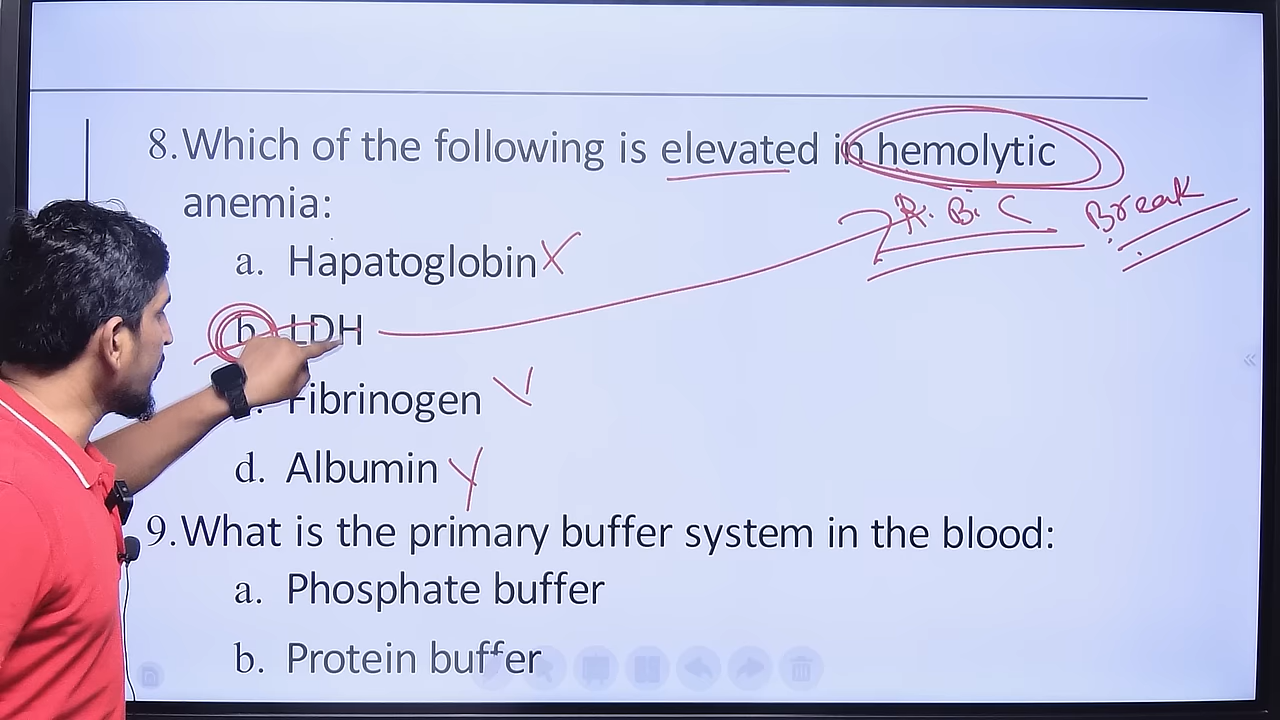 8.Which of the following is elevated in hemolytic
anemia:
R.B.C Break
a. Hapatoglobin X
b. LDH
Fibrinogen
d. Albumin
9.What is the primary buffer system in the blood:
a. Phosphate buffer
b. Protein buffer